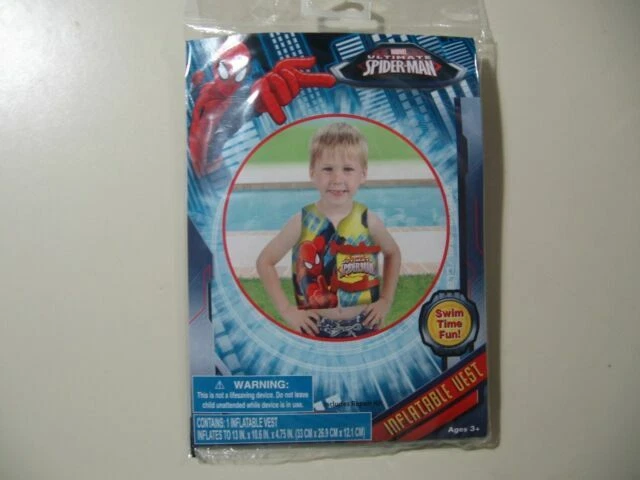 MARVEL
ULTIMATE
SPIDER-MAN
ULTIMATE
SPIDER-MAN
Swim
Time
Fun!
⚠ WARNING:
This is not a lifesaving device. Do not leave
child unattended while device is in use.
CONTAINS: 1 INFLATABLE VEST
INFLATES TO 13 IN. x 10.6 IN. x 4.75 IN. (33 CM x 26.9 CM x 12.1 CM)
Includes Repair
INFLATABLE VEST
Ages 3+